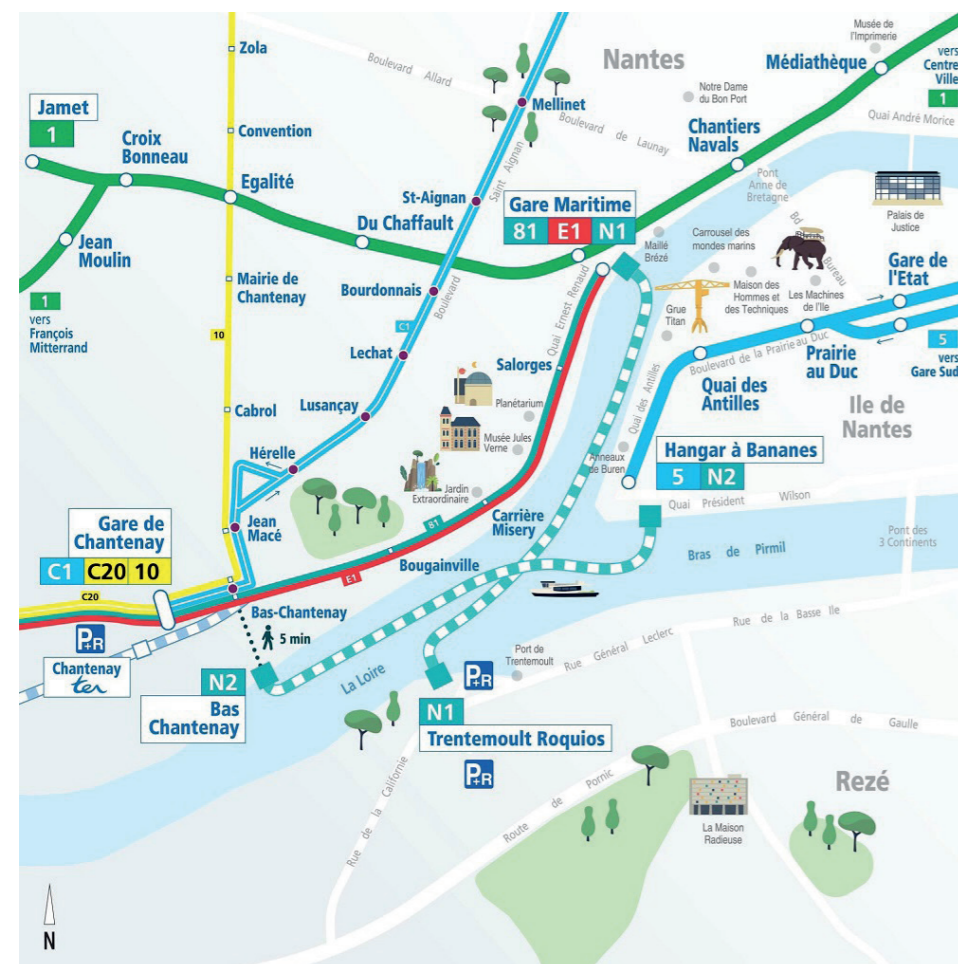 Zola
Boulevard Allard
Mellinet
Nantes
Musée de
l'Imprimerie
Médiathèque
vers
Centre
Ville
1
Notre Dame
du Bon Port
Jamet
1
Croix
Bonneau
Convention
Boulevard de Launay
Chantiers
Navals
Quai André Morice
Egalité
St-Aignan
Saint Aignan
Boulevard
Gare Maritime
81 E1 N1
Pont
Anne de
Bretagne
Palais de
Justice
Jean
Moulin
Du Chaffault
Maillé
Brézé
Carrousel des
mondes marins
Bd
Bureau
Gare de
l'Etat
1
vers
François
Mitterrand
Mairie de
Chantenay
Bourdonnais
Quai Ernest Renaud
Maison des
Hommes et
des Techniques
Les Machines
de l'Ile
Grue
Titan
10
C1
Lechat
Salorges
Boulevard de la Prairie au Duc
Prairie
au Duc
5
vers
Gare Sud
Quai des Antilles
Quai des
Antilles
Cabrol
Lusançay
Planétarium
Ile de
Nantes
Musée Jules
Verne
Hérelle
Anneaux
de Buren
Hangar à Bananes
5 N2
Jardin
Extraordinaire
Quai Président Wilson
Gare de
Chantenay
C1 C20 10
Jean
Macé
81
Carrière
Misery
Pont des
3 Continents
Bras de Pirmil
Bougainville
E1
C20
Bas-Chantenay
5 min
P+R
Chantenay
ter
Rue de la Basse Ile
Rue Général Leclerc
Port de
Trentemoult
La Loire
N2
Bas
Chantenay
P+R
N1
Trentemoult Roquios
P+R
Boulevard Général de Gaulle
Rue de la Californie
Route de Pornic
Rezé
La Maison
Radieuse
N